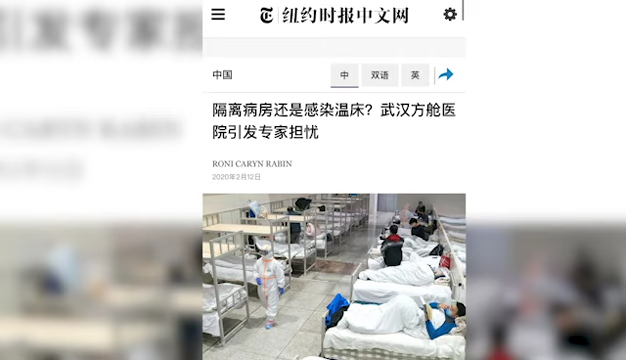 纽约时报中文网
中国 中 双语 英
隔离病房还是感染温床？武汉方舱医
院引发专家担忧
RONI CARYN RABIN
2020年2月12日